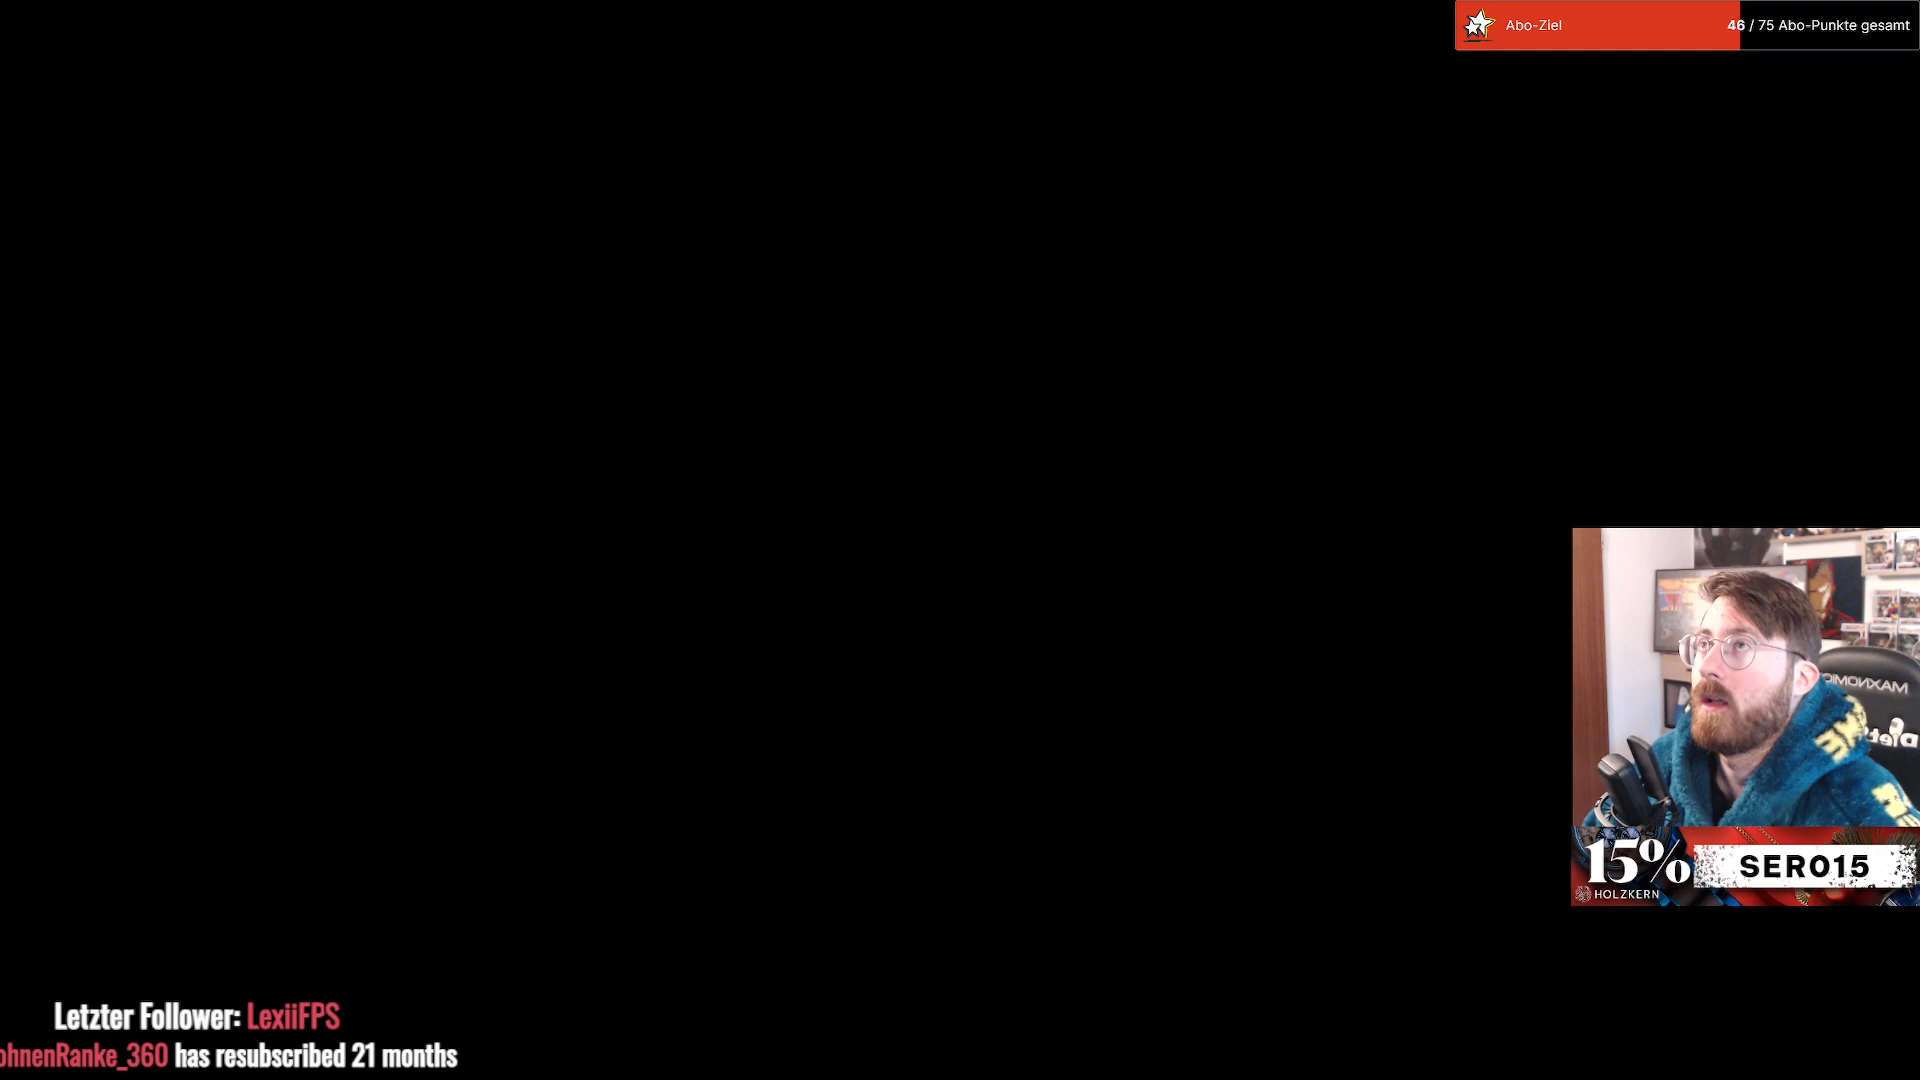 Abo-Ziel
46 / 75 Abo-Punkte gesamt
MAXNOMIC
15%
SERO15
HOLZKERN
Letzter Follower: LexiiFPS
ohnenRanke_360 has resubscribed 21 months